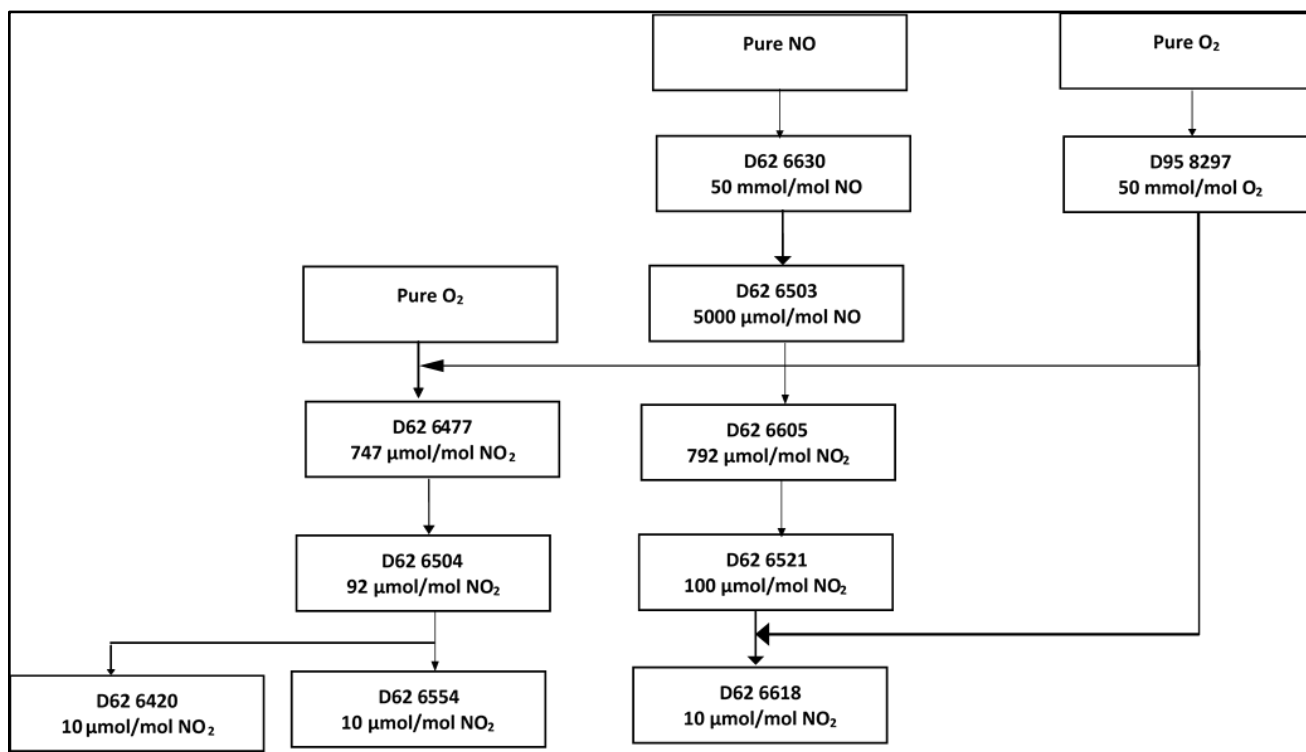 Pure NO
Pure O₂
D62 6630
50 mmol/mol NO
D95 8297
50 mmol/mol O₂
Pure O₂
D62 6503
5000 µmol/mol NO
D62 6477
747 µmol/mol NO₂
D62 6605
792 µmol/mol NO₂
D62 6504
92 µmol/mol NO₂
D62 6521
100 µmol/mol NO₂
D62 6420
10 µmol/mol NO₂
D62 6554
10 µmol/mol NO₂
D62 6618
10 µmol/mol NO₂